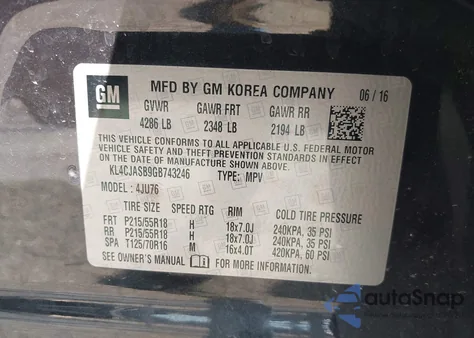 GM
MFD BY GM KOREA COMPANY 06 / 16
GVWR GAWR FRT GAWR RR
4286 LB 2348 LB 2194 LB
THIS VEHICLE CONFORMS TO ALL APPLICABLE U.S. FEDERAL MOTOR
VEHICLE SAFETY, BUMPER, AND THEFT PREVENTION STANDARDS IN EFFECT
ON THE DATE OF MANUFACTURE SHOWN ABOVE.
KL4CJASB9GB743246 TYPE: MPV
MODEL: 4JU76
TIRE SIZE SPEED RTG RIM COLD TIRE PRESSURE
FRT P215/55R18 H 18x7.0J 240KPA, 35 PSI
RR P215/55R18 H 18x7.0J 240KPA, 35 PSI
SPA T125/70R16 M 16x4.0T 420KPA, 60 PSI
SEE OWNER'S MANUAL FOR MORE INFORMATION
autoSnap